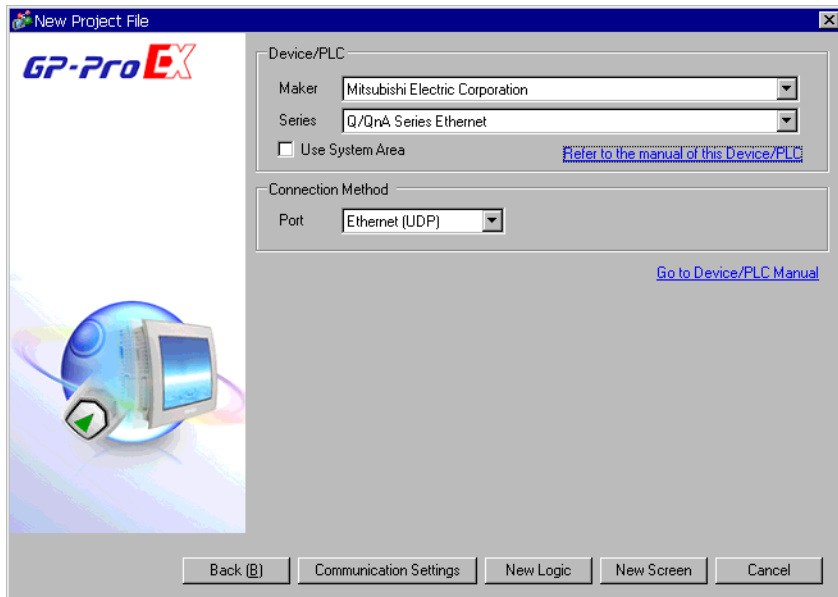 New Project File
GP-Pro EX
Device/PLC
Maker Mitsubishi Electric Corporation
Series Q/QnA Series Ethernet
Use System Area Refer to the manual of this Device/PLC
Connection Method
Port Ethernet (UDP)
Go to Device/PLC Manual
Back (B) Communication Settings New Logic New Screen Cancel